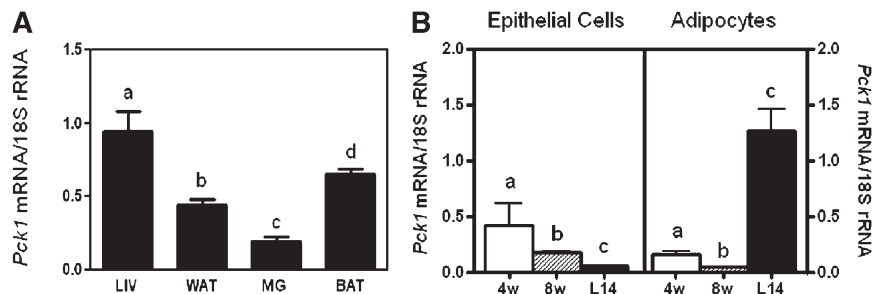 A
Pck1 mRNA/18S rRNA
1.5
1.0
0.5
0.0
a
b
c
d
LIV WAT MG BAT
B
Epithelial Cells Adipocytes
Pck1 mRNA/18S rRNA
2.0
1.5
1.0
0.5
0.0
a
b
c
a
b
c
4w 8w L14 4w 8w L14
2.0
1.5
1.0
0.5
0.0
Pck1 mRNA/18S rRNA